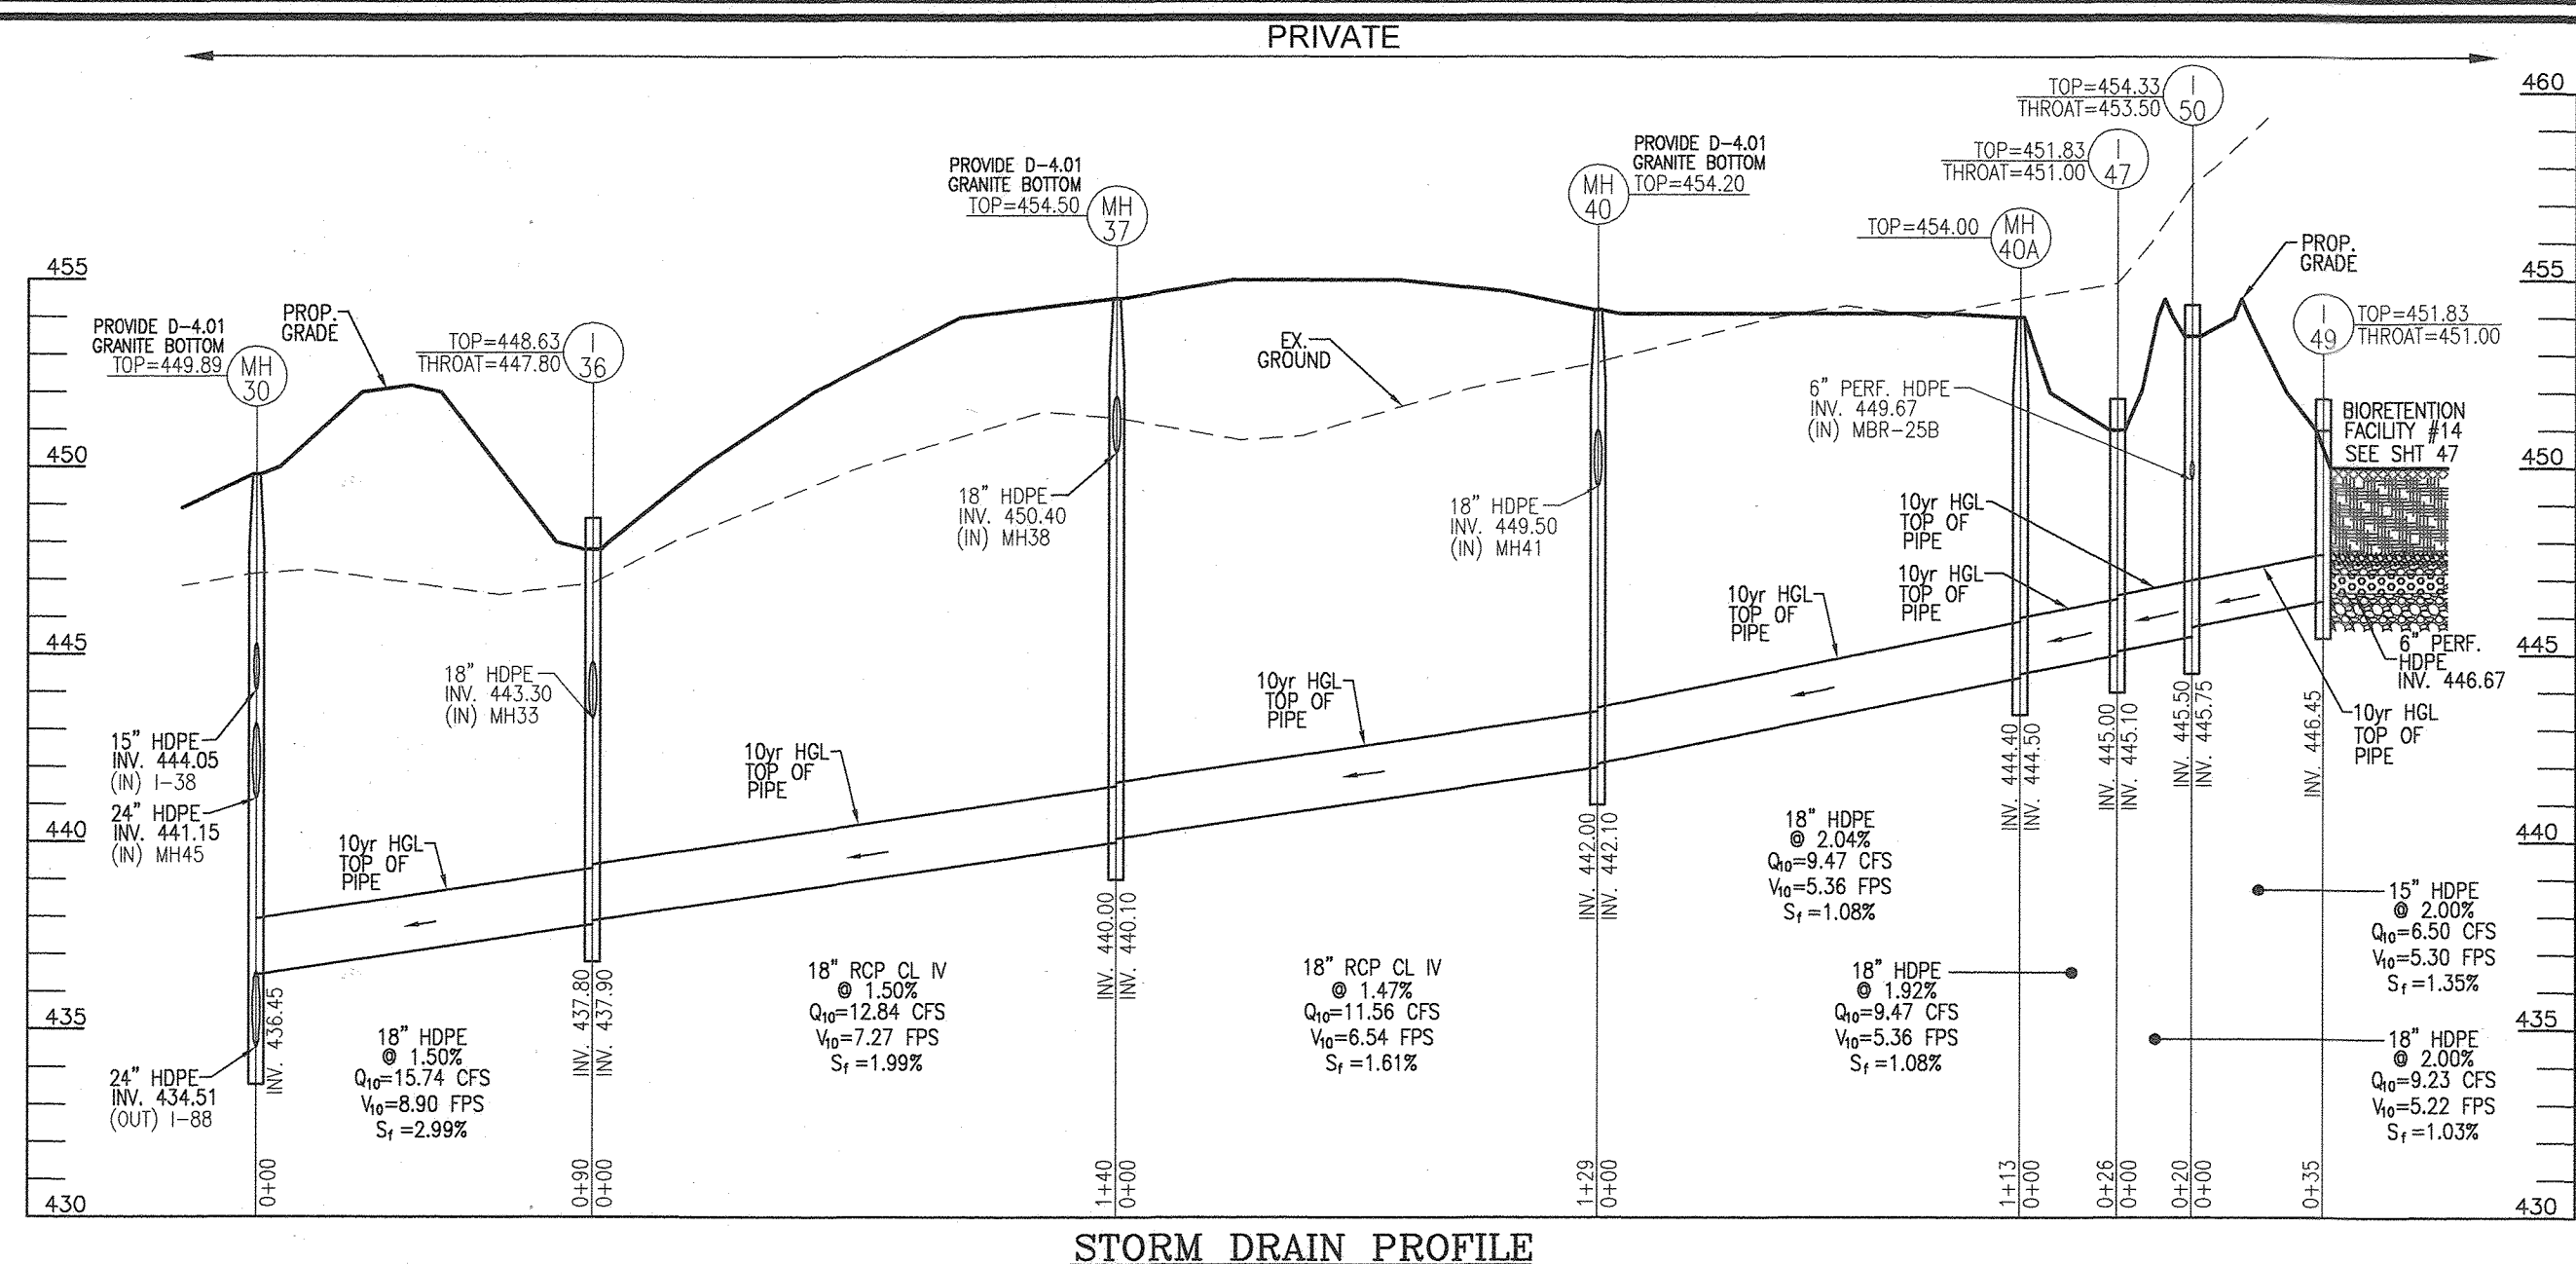 PRIVATE
460
455
450
445
440
435
430
455
450
445
440
435
430
PROVIDE D-4.01
GRANITE BOTTOM
TOP=449.89
MH
30
PROP.
GRADE
TOP=448.63
THROAT=447.80
I
36
PROVIDE D-4.01
GRANITE BOTTOM
TOP=454.50
MH
37
EX.
GROUND
MH
40
PROVIDE D-4.01
GRANITE BOTTOM
TOP=454.20
TOP=454.00
MH
40A
TOP=451.83
THROAT=451.00
I
47
TOP=454.33
THROAT=453.50
I
50
PROP.
GRADE
I
49
TOP=451.83
THROAT=451.00
BIORETENTION
FACILITY #14
SEE SHT 47
6" PERF. HDPE
INV. 449.67
(IN) MBR-25B
18" HDPE
INV. 450.40
(IN) MH38
18" HDPE
INV. 449.50
(IN) MH41
18" HDPE
INV. 443.30
(IN) MH33
15" HDPE
INV. 444.05
(IN) I-38
24" HDPE
INV. 441.15
(IN) MH45
24" HDPE
INV. 434.51
(OUT) I-88
10yr HGL
TOP OF
PIPE
10yr HGL
TOP OF
PIPE
10yr HGL
TOP OF
PIPE
10yr HGL
TOP OF
PIPE
10yr HGL
TOP OF
PIPE
10yr HGL
TOP OF
PIPE
10yr HGL
TOP OF
PIPE
6" PERF.
HDPE
INV. 446.67
INV. 436.45
INV. 437.80
INV. 437.90
INV. 440.00
INV. 440.10
INV. 442.00
INV. 442.10
INV. 444.40
INV. 444.50
INV. 445.00
INV. 445.10
INV. 445.50
INV. 445.75
INV. 446.45
18" HDPE
@ 1.50%
Q10=15.74 CFS
V10=8.90 FPS
Sf=2.99%
18" RCP CL IV
@ 1.50%
Q10=12.84 CFS
V10=7.27 FPS
Sf=1.99%
18" RCP CL IV
@ 1.47%
Q10=11.56 CFS
V10=6.54 FPS
Sf=1.61%
18" HDPE
@ 2.04%
Q10=9.47 CFS
V10=5.36 FPS
Sf=1.08%
18" HDPE
@ 1.92%
Q10=9.47 CFS
V10=5.36 FPS
Sf=1.08%
15" HDPE
@ 2.00%
Q10=6.50 CFS
V10=5.30 FPS
Sf=1.35%
18" HDPE
@ 2.00%
Q10=9.23 CFS
V10=5.22 FPS
Sf=1.03%
0+00
0+90
0+00
1+40
0+00
1+29
0+00
1+13
0+00
0+26
0+00
0+20
0+00
0+35
STORM DRAIN PROFILE